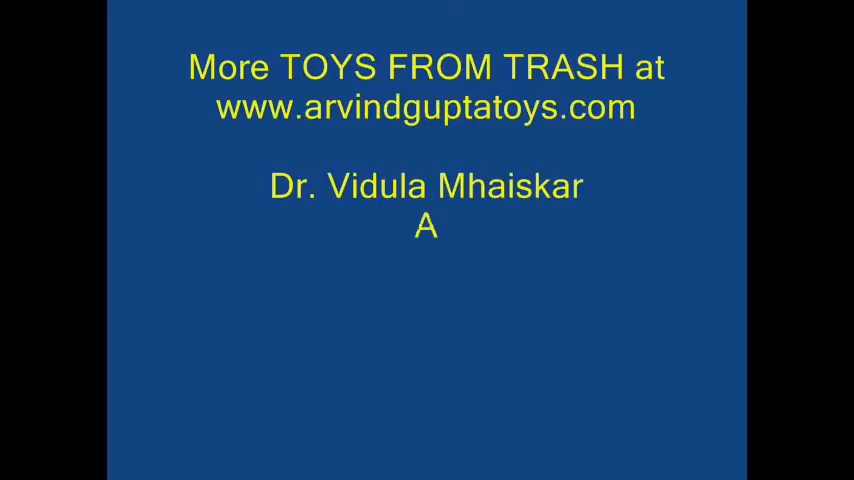 More TOYS FROM TRASH at
www.arvindguptatoys.com
Dr. Vidula Mhaiskar
A